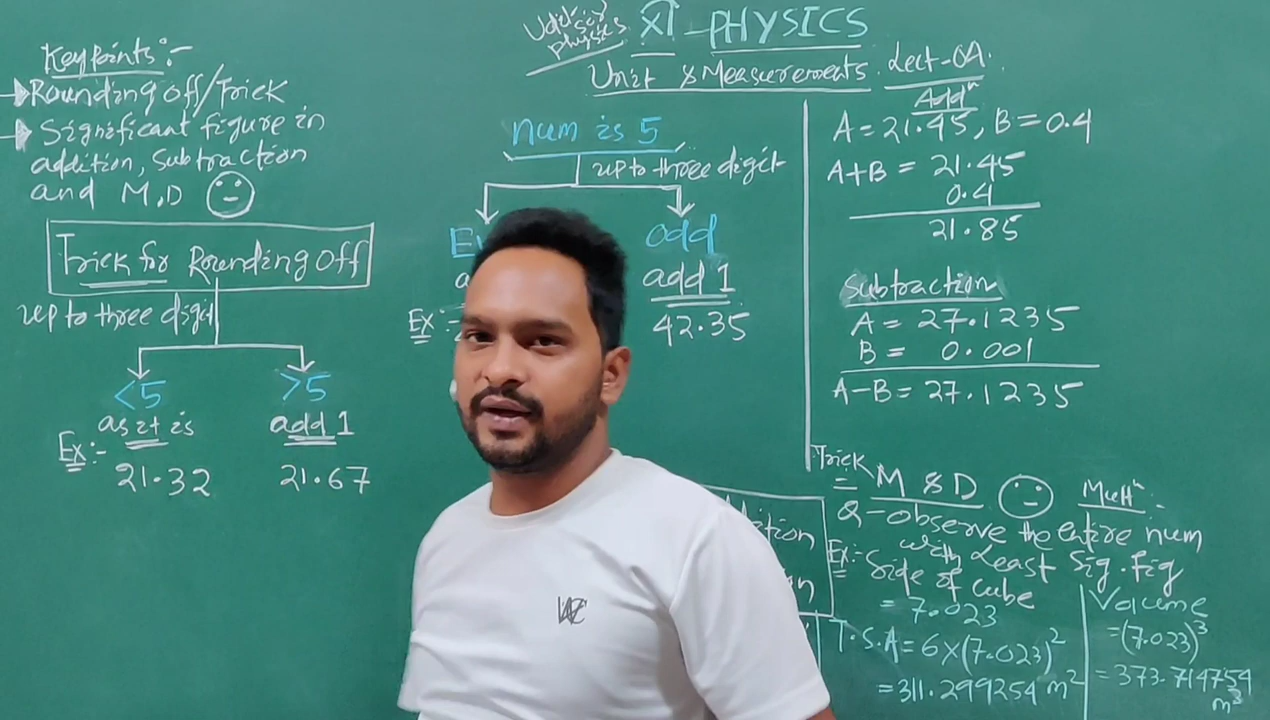 Udit Sir
Physics
XI - PHYSICS
Unit & Measurements. Lect-04.
Key Points:-
Rounding off/Trick
Significant figure in
addition, Subtraction
and M.D
Trick for Rounding Off
up to three digit
<5
as it is
>5
add 1
Ex:-
21.32
21.67
num is 5
up to three digit
odd
add 1
Ex:-
42.35
Addⁿ
A = 21.45, B = 0.4
A+B = 21.45
0.4
21.85
Subtraction
A = 27.1235
B = 0.001
A-B = 27.1235
Trick
M & D
Multⁿ:-
Q-observe the entire num
with Least Sig. Fig
Ex:- Side of cube
= 7.023
T.S.A = 6×(7.023)²
= 311.299254 m²
Volume
= (7.023)³
= 373.714754
m³